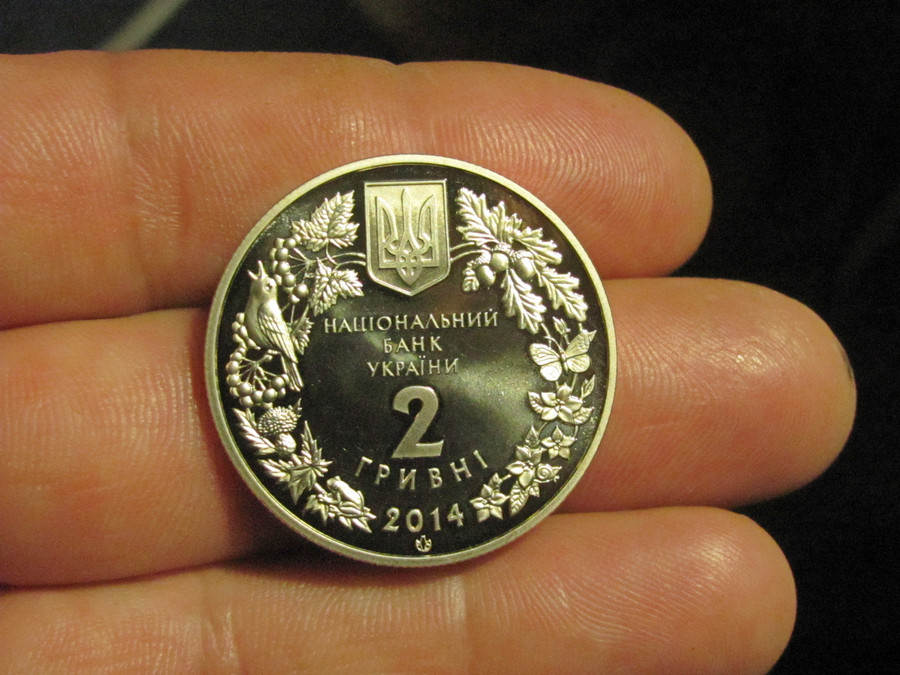 НАЦІОНАЛЬНИЙ
БАНК
УКРАЇНИ
2
ГРИВНІ
2014